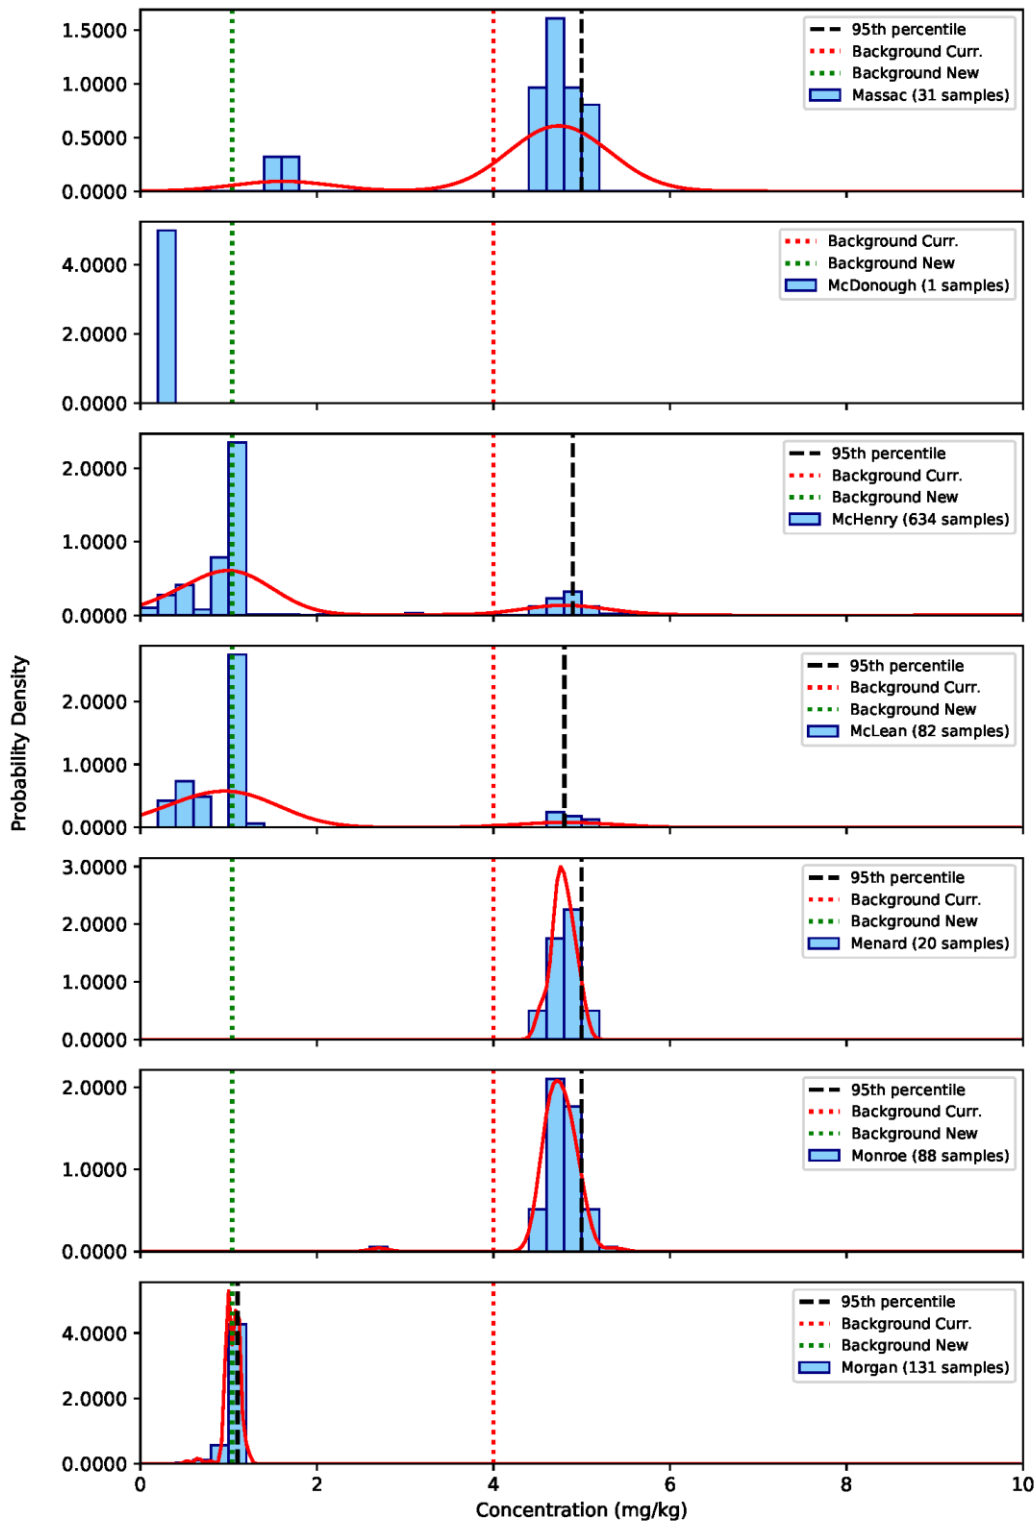 1.5000
1.0000
0.5000
0.0000
95th percentile
Background Curr.
Background New
Massac (31 samples)
4.0000
2.0000
0.0000
Background Curr.
Background New
McDonough (1 samples)
2.0000
1.0000
0.0000
95th percentile
Background Curr.
Background New
McHenry (634 samples)
Probability Density
2.0000
1.0000
0.0000
95th percentile
Background Curr.
Background New
McLean (82 samples)
3.0000
2.0000
1.0000
0.0000
95th percentile
Background Curr.
Background New
Menard (20 samples)
2.0000
1.0000
0.0000
95th percentile
Background Curr.
Background New
Monroe (88 samples)
4.0000
2.0000
0.0000
95th percentile
Background Curr.
Background New
Morgan (131 samples)
0 2 4 6 8 10
Concentration (mg/kg)